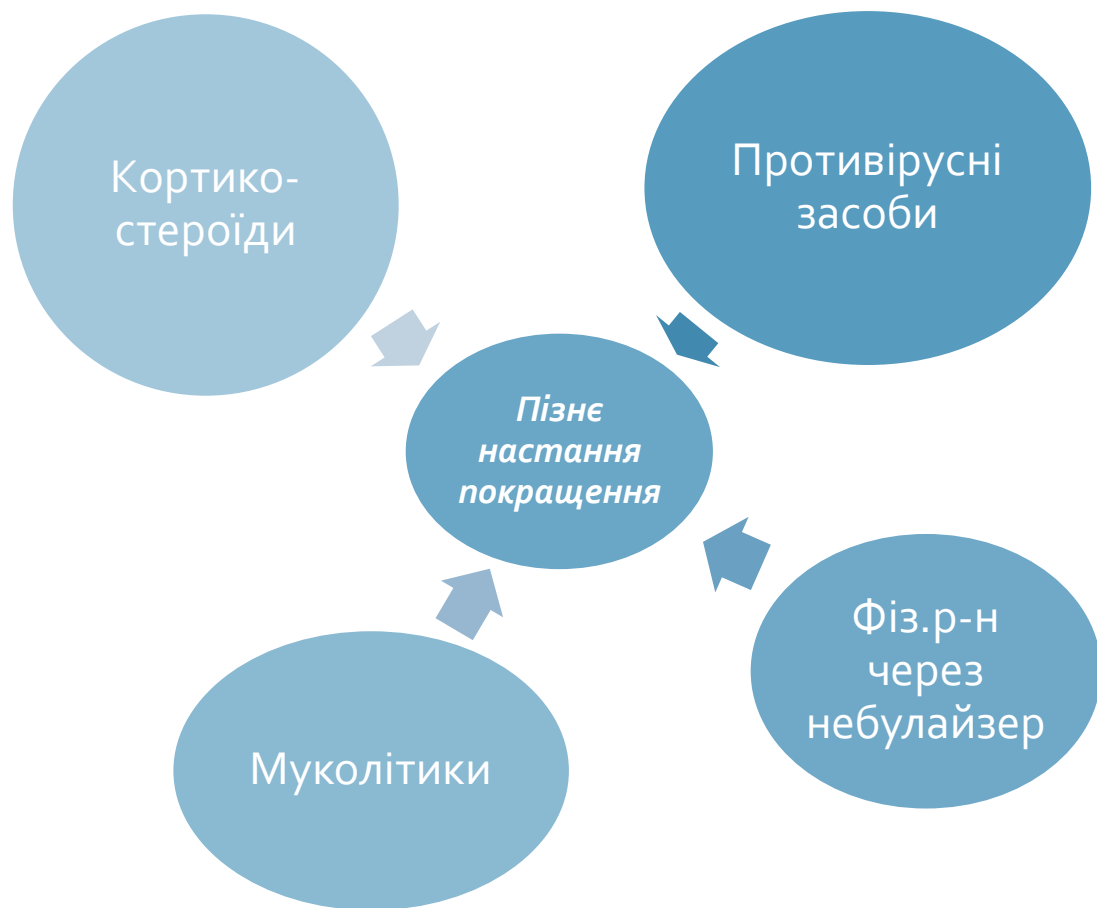 Кортико-
стероїди
Противірусні
засоби
Пізнє
настання
покращення
Фіз.р-н
через
небулайзер
Муколітики